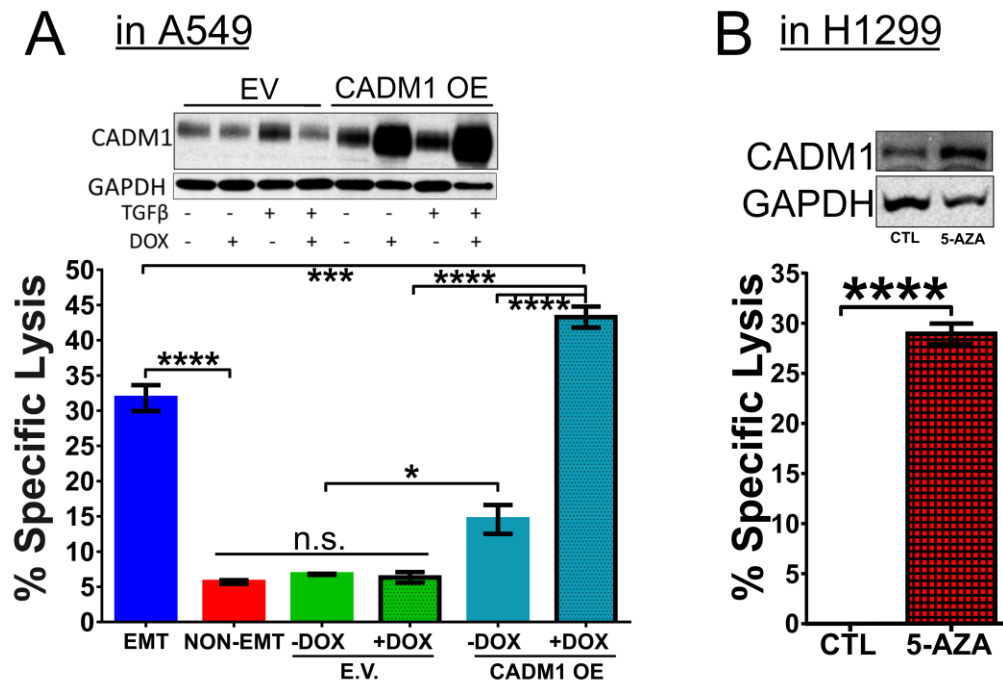 A in A549
EV CADM1 OE
CADM1
GAPDH
TGFβ - - + + - - + +
DOX - + - + - + - +
% Specific Lysis
50
45
40
35
30
25
20
15
10
5
0
***
****
****
****
*
n.s.
EMT NON-EMT -DOX +DOX -DOX +DOX
E.V. CADM1 OE
B in H1299
CADM1
GAPDH
CTL 5-AZA
% Specific Lysis
35
30
25
20
15
10
5
0
****
CTL 5-AZA